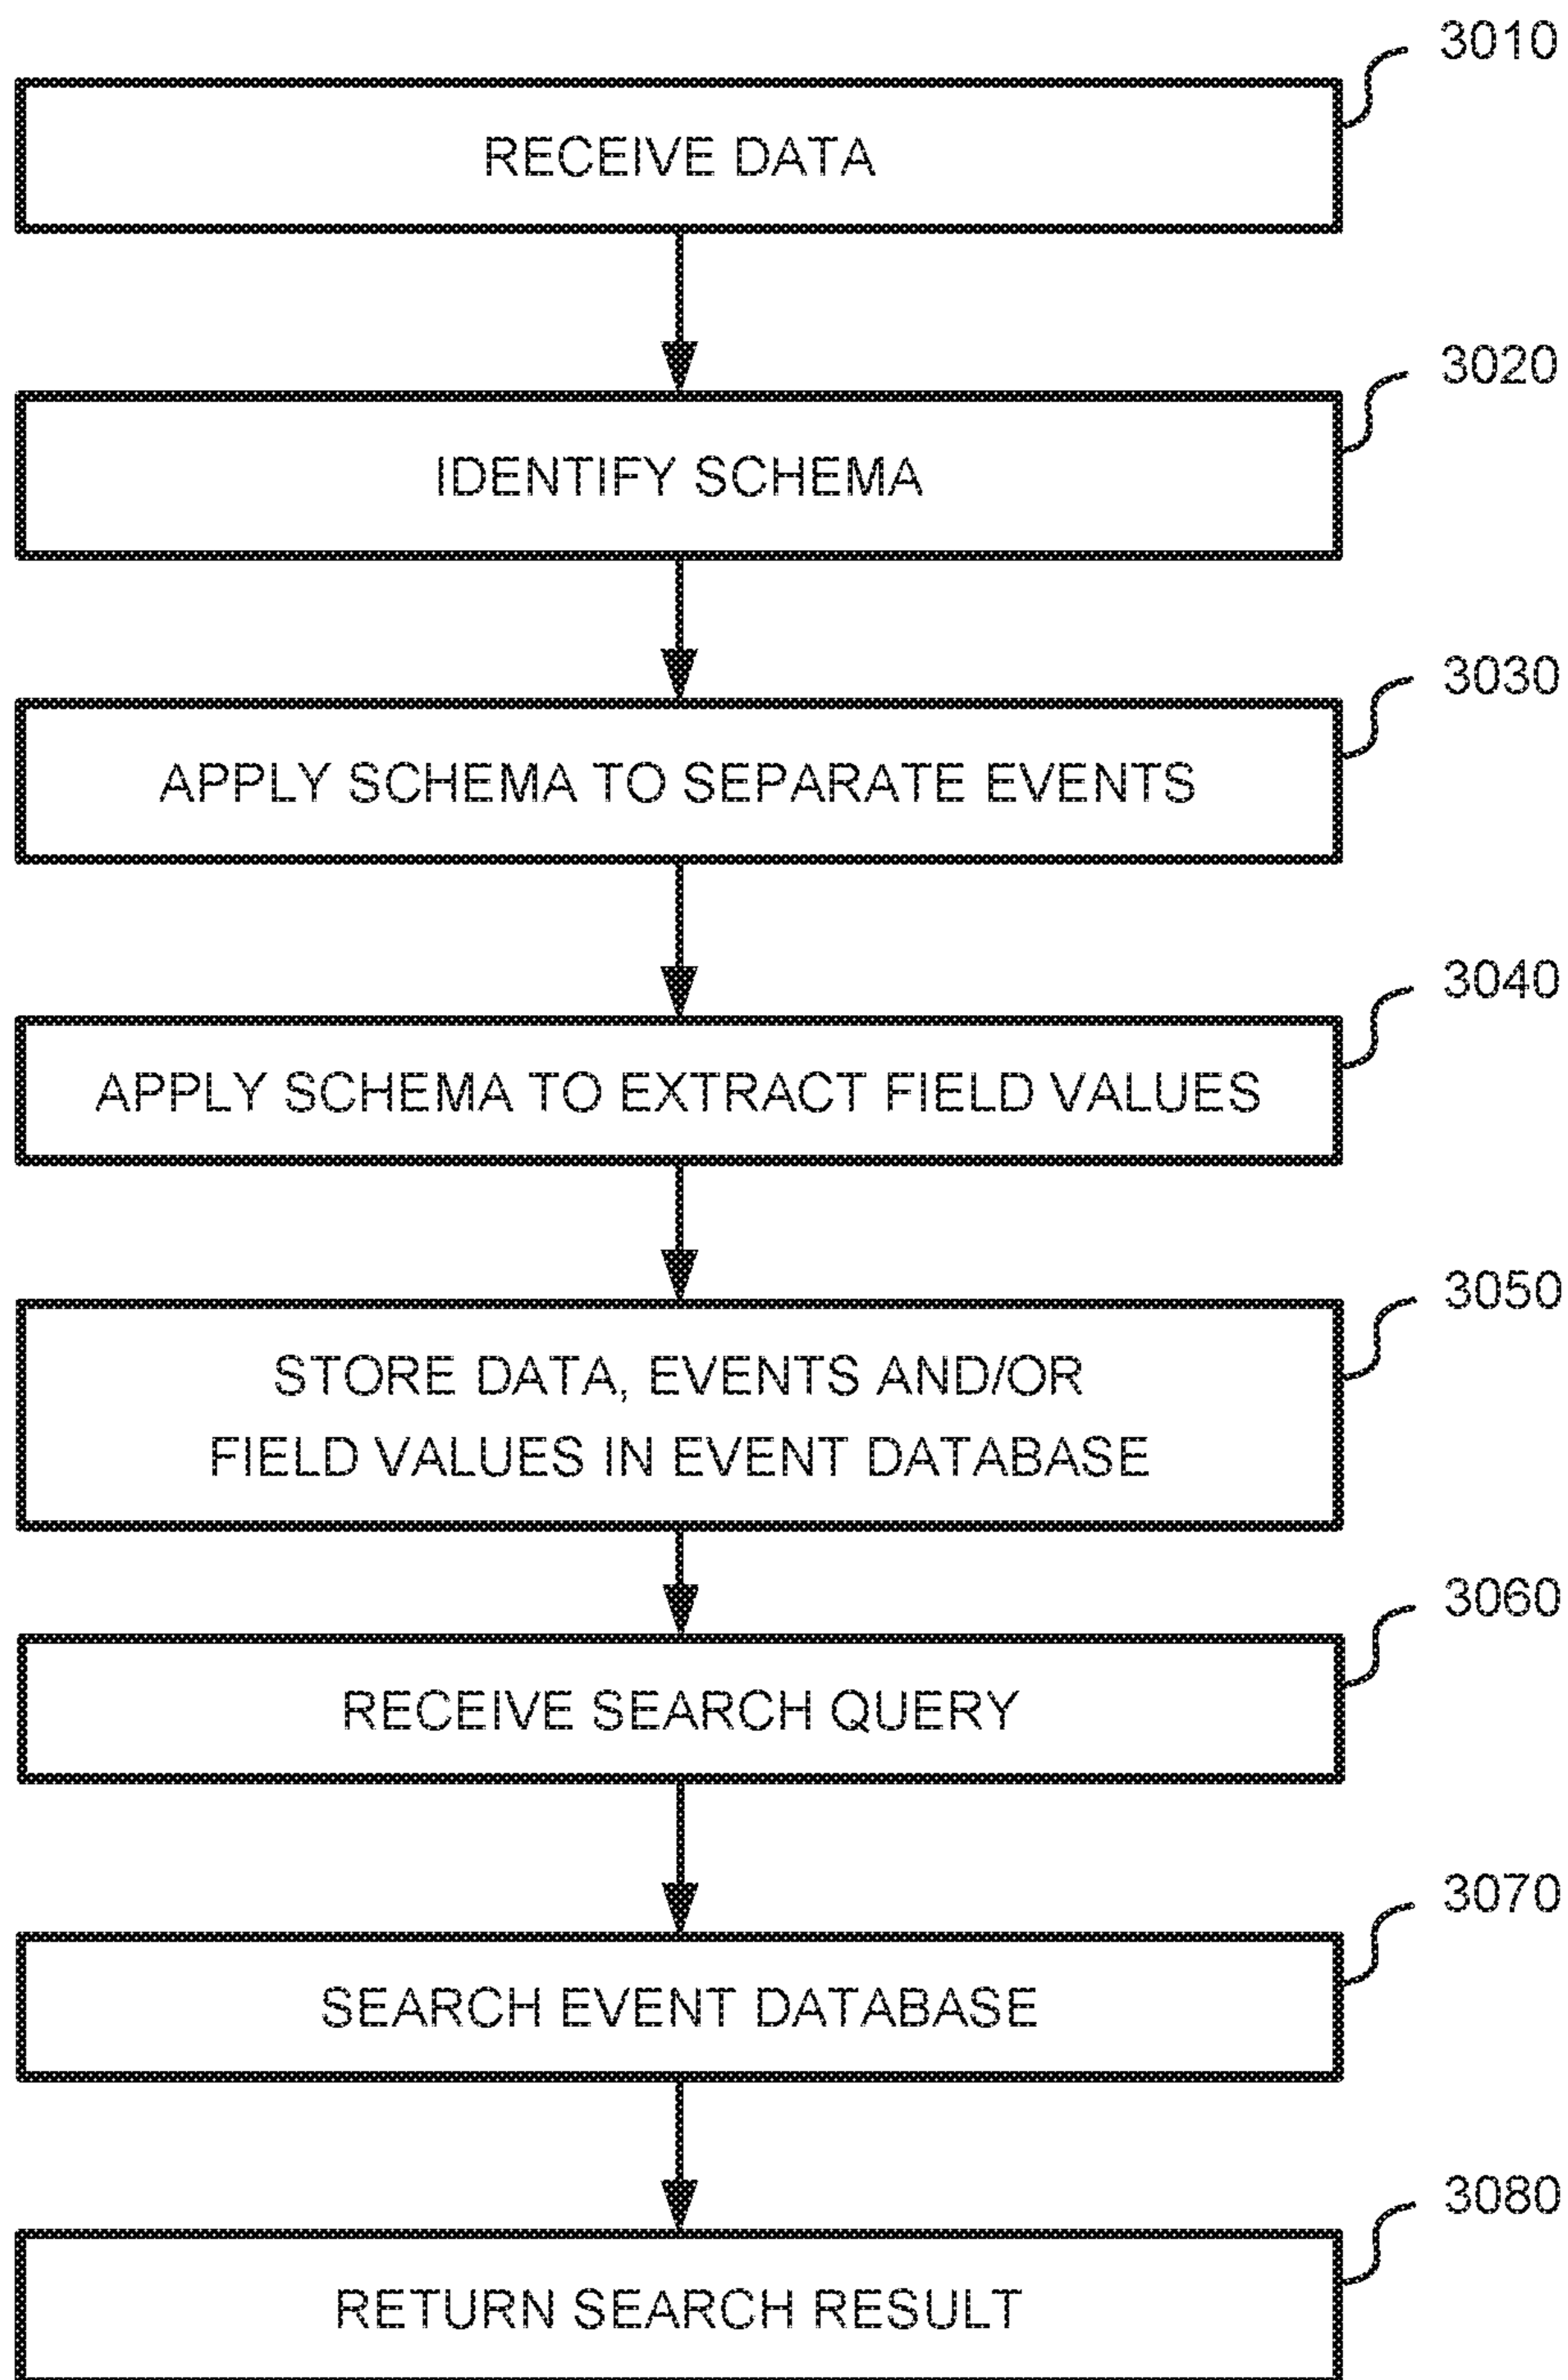 3010
RECEIVE DATA
3020
IDENTIFY SCHEMA
3030
APPLY SCHEMA TO SEPARATE EVENTS
3040
APPLY SCHEMA TO EXTRACT FIELD VALUES
3050
STORE DATA, EVENTS AND/OR
FIELD VALUES IN EVENT DATABASE
3060
RECEIVE SEARCH QUERY
3070
SEARCH EVENT DATABASE
3080
RETURN SEARCH RESULT